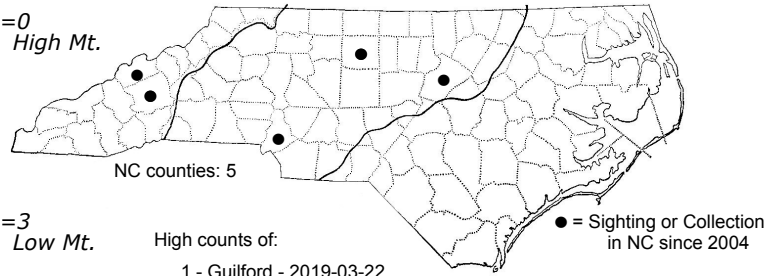 =0
High Mt.
NC counties: 5
=3
Low Mt.
High counts of:
1 - Guilford - 2019-03-22
● = Sighting or Collection
in NC since 2004